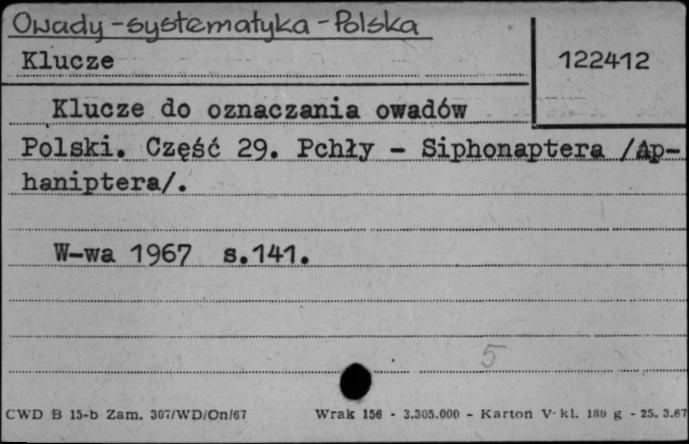 Owady - systematyka - Polska
Klucze
122412
Klucze do oznaczania owadów
Polski. Część 29. Pchły - Siphonaptera /Ap-
haniptera/.
W-wa 1967 s.141.
5
CWD B 15-b Zam. 307/WD/On/67 Wrak 156 - 3.305.000 - Karton V kl. 180 g - 25. 3.67